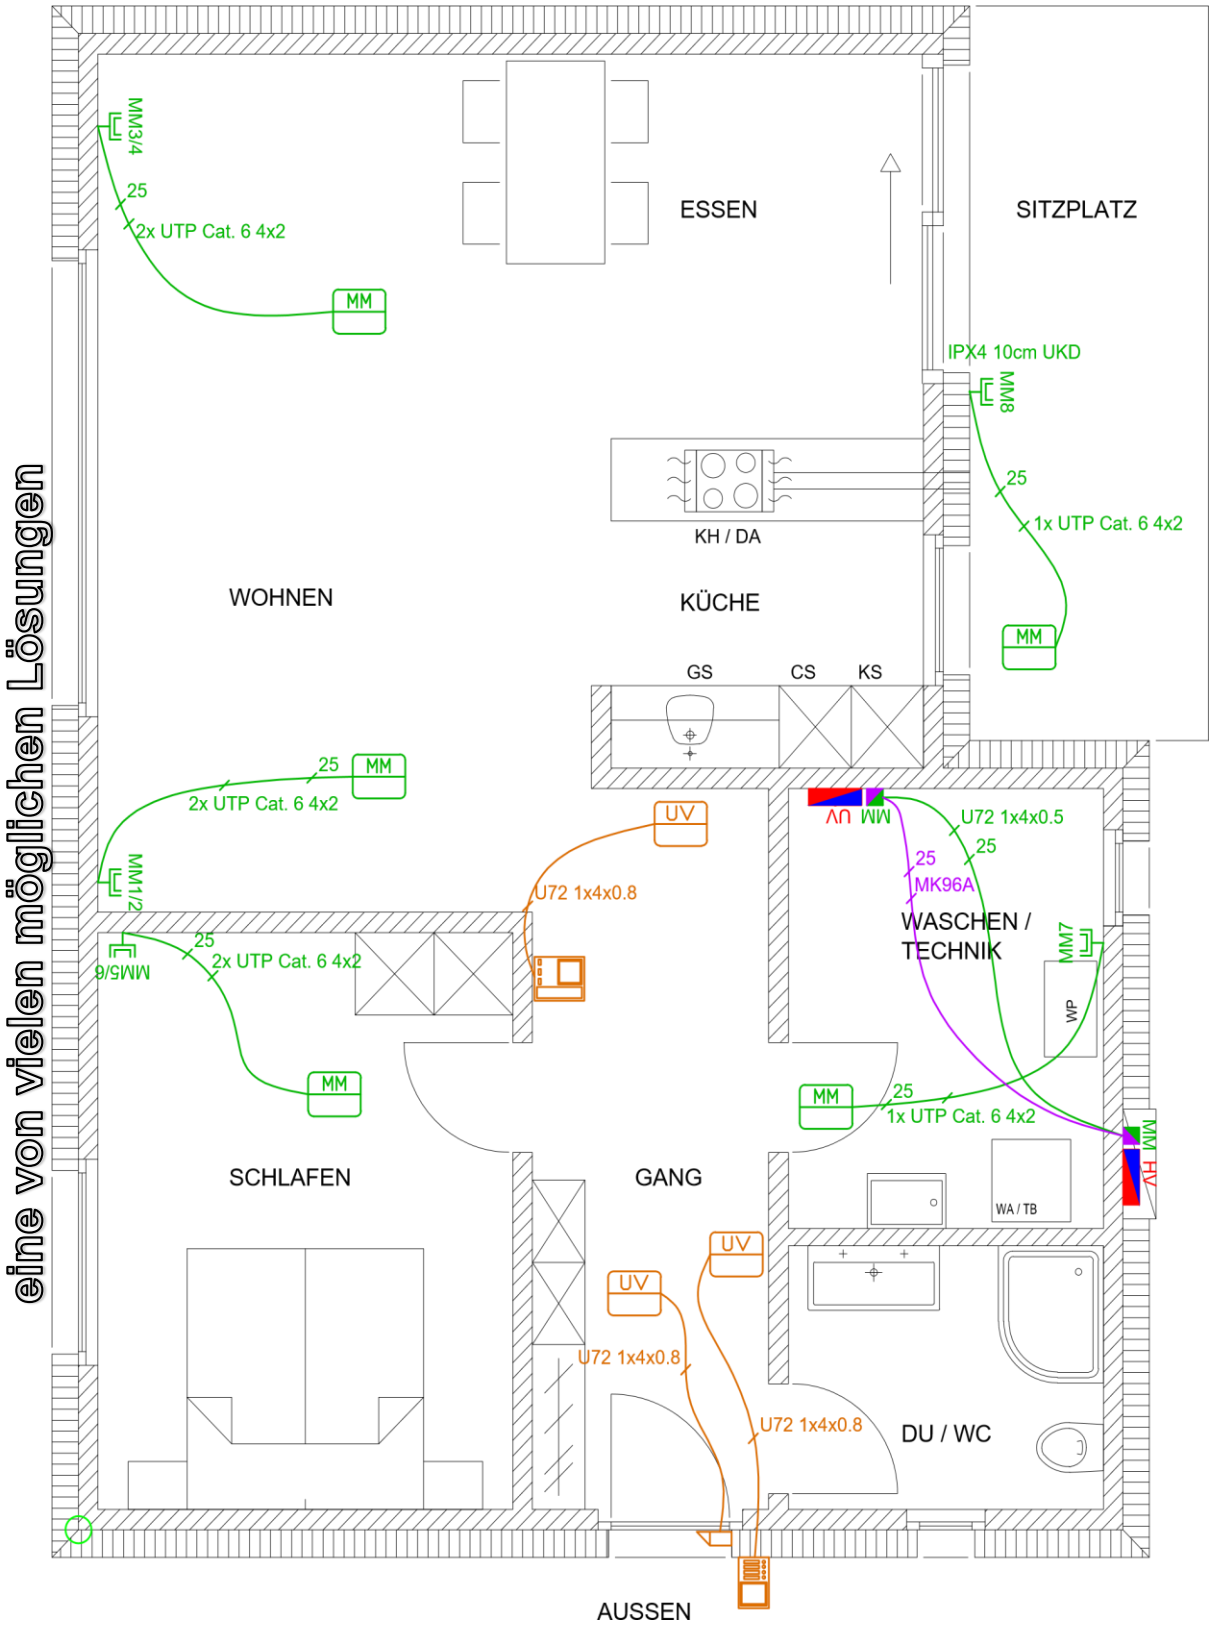 MM3/4
25
2x UTP Cat. 6 4x2
MM
ESSEN
SITZPLATZ
IPX4 10cm UKD
MM8
25
1x UTP Cat. 6 4x2
MM
KH / DA
WOHNEN
KÜCHE
GS
CS
KS
eine von vielen möglichen Lösungen
25
MM
2x UTP Cat. 6 4x2
MM1/2
UV
U72 1x4x0.8
UV
MM
U72 1x4x0.5
25
25
MK96A
WASCHEN /
TECHNIK
MM7
WP
25
2x UTP Cat. 6 4x2
MM5/6
MM
MM
25
1x UTP Cat. 6 4x2
MM
HV
SCHLAFEN
GANG
WA / TB
UV
UV
U72 1x4x0.8
U72 1x4x0.8
DU / WC
AUSSEN